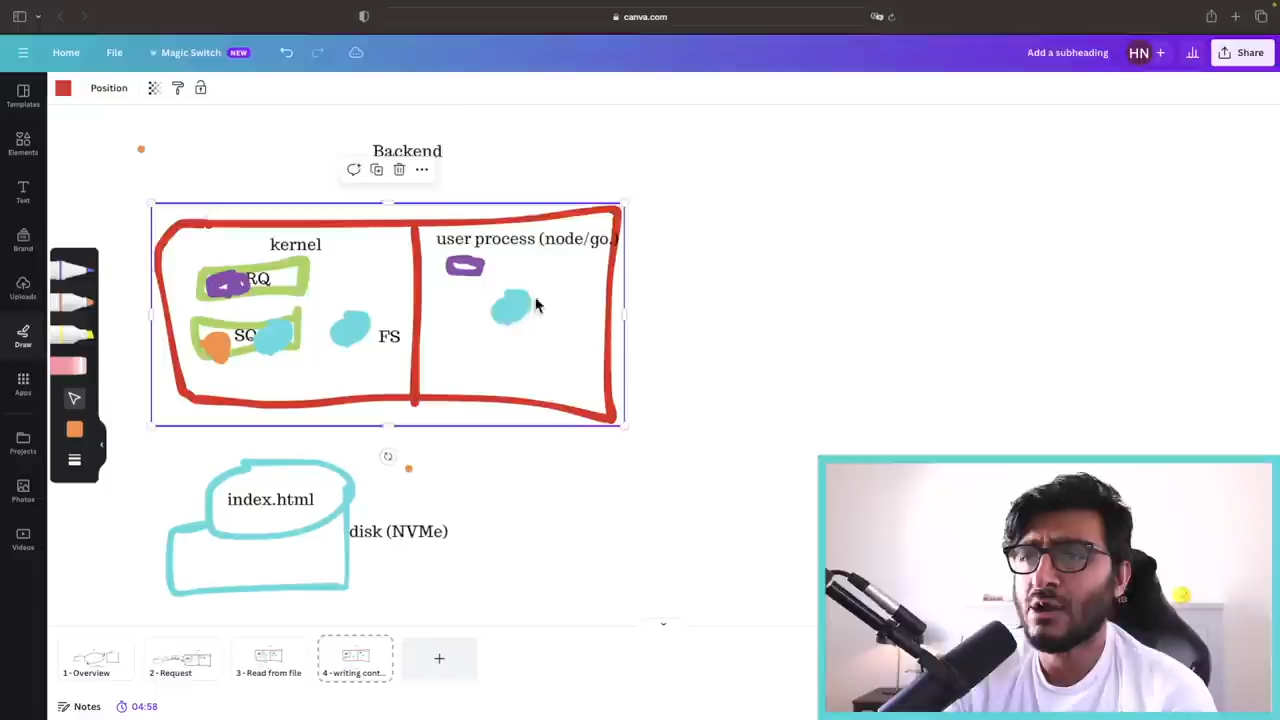 canva.com
Home
File
Magic Switch
NEW
Add a subheading
HN
Share
Position
Templates
Elements
Text
Brand
Uploads
Draw
Apps
Projects
Photos
Videos
Backend
kernel
user process (node/go.)
RQ
SQ
FS
index.html
disk (NVMe)
1 - Overview
2 - Request
3 - Read from file
4 - writing cont...
Notes
04:58